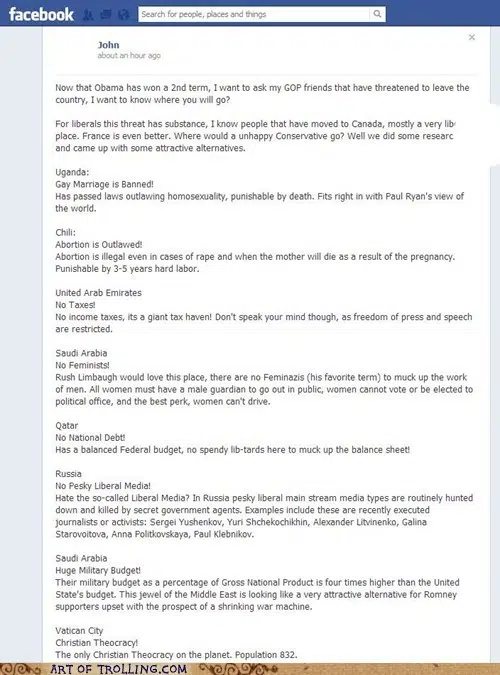 facebook
Search for people, places and things
John
about an hour ago
Now that Obama has won a 2nd term, I want to ask my GOP friends that have threatened to leave the
country, I want to know where you will go?
For liberals this threat has substance, I know people that have moved to Canada, mostly a very lib
place. France is even better. Where would a unhappy Conservative go? Well we did some researc
and came up with some attractive alternatives.
Uganda:
Gay Marriage is Banned!
Has passed laws outlawing homosexuality, punishable by death. Fits right in with Paul Ryan's view of
the world.
Chili:
Abortion is Outlawed!
Abortion is illegal even in cases of rape and when the mother will die as a result of the pregnancy.
Punishable by 3-5 years hard labor.
United Arab Emirates
No Taxes!
No income taxes, its a giant tax haven! Don't speak your mind though, as freedom of press and speech
are restricted.
Saudi Arabia
No Feminists!
Rush Limbaugh would love this place, there are no Feminazis (his favorite term) to muck up the work
of men. All women must have a male guardian to go out in public, women cannot vote or be elected to
political office, and the best perk, women can't drive.
Qatar
No National Debt!
Has a balanced Federal budget, no spendy lib-tards here to muck up the balance sheet!
Russia
No Pesky Liberal Media!
Hate the so-called Liberal Media? In Russia pesky liberal main stream media types are routinely hunted
down and killed by secret government agents. Examples include these are recently executed
journalists or activists: Sergei Yushenkov, Yuri Shchekochikhin, Alexander Litvinenko, Galina
Starovoitova, Anna Politkovskaya, Paul Klebnikov.
Saudi Arabia
Huge Military Budget!
Their military budget as a percentage of Gross National Product is four times higher than the United
State's budget. This jewel of the Middle East is looking like a very attractive alternative for Romney
supporters upset with the prospect of a shrinking war machine.
Vatican City
Christian Theocracy!
The only Christian Theocracy on the planet. Population 832.
ART OF TROLLING.COM